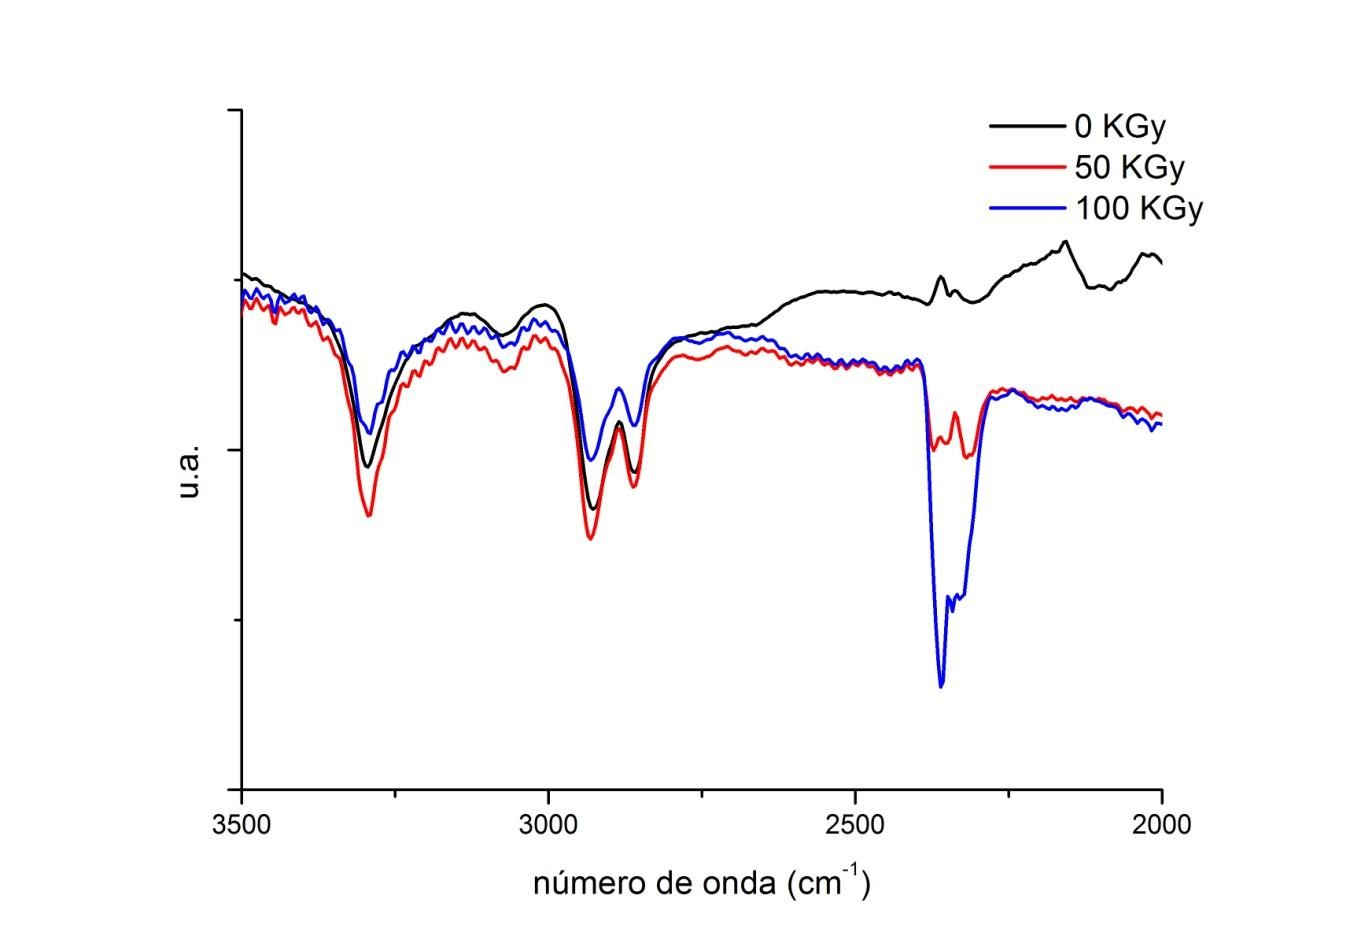 0 KGy
50 KGy
100 KGy
u.a.
3500 3000 2500 2000
número de onda (cm⁻¹)